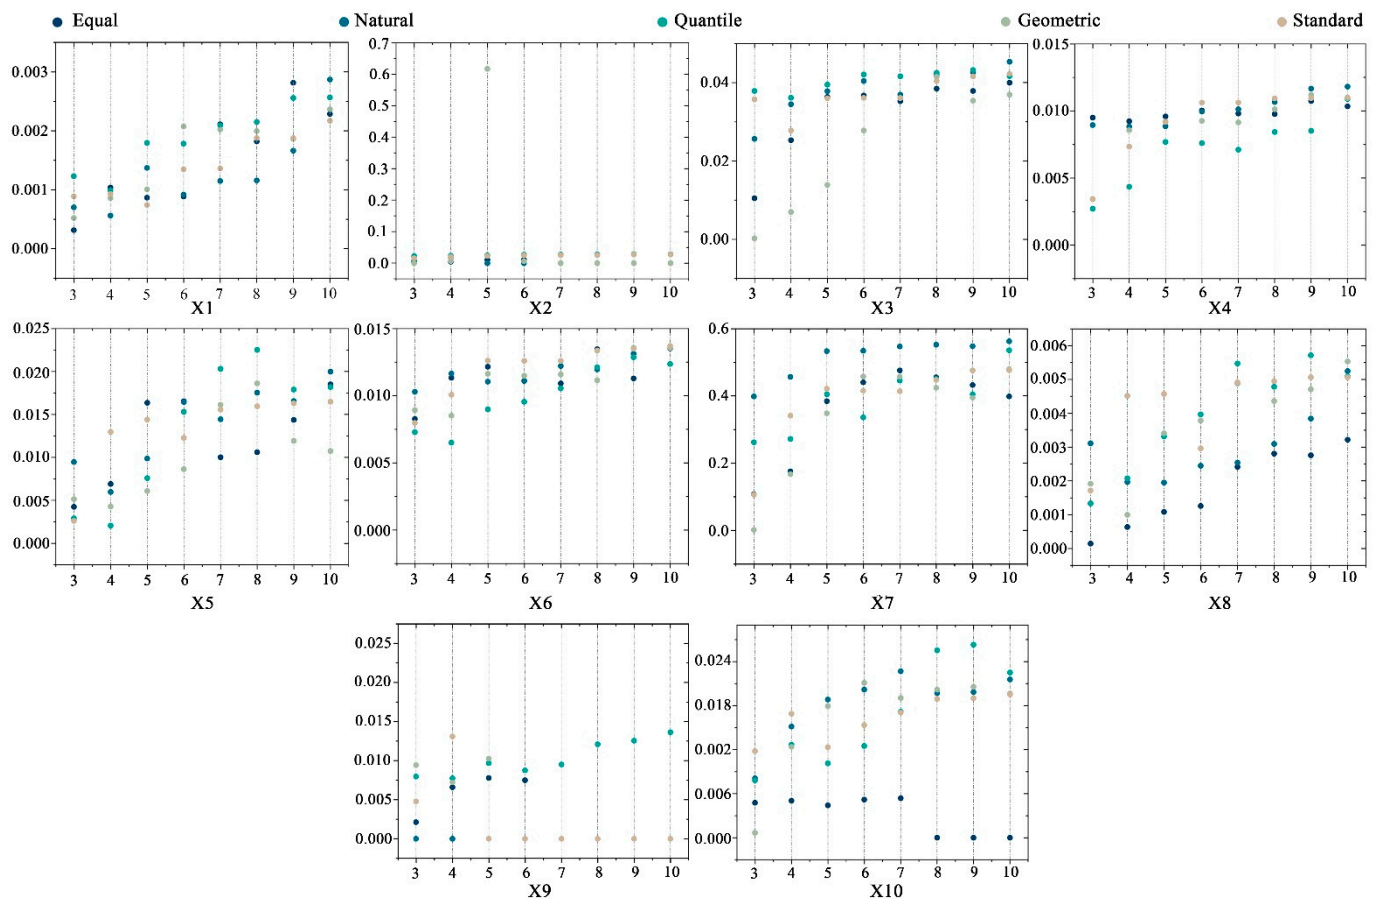 Equal Natural Quantile Geometric Standard
0.003 0.002 0.001 0.000
3 4 5 6 7 8 9 10
X1
0.7 0.6 0.5 0.4 0.3 0.2 0.1 0.0
3 4 5 6 7 8 9 10
X2
0.04 0.02 0.00
3 4 5 6 7 8 9 10
X3
0.015 0.010 0.005 0.000
3 4 5 6 7 8 9 10
X4
0.025 0.020 0.015 0.010 0.005 0.000
3 4 5 6 7 8 9 10
X5
0.015 0.010 0.005 0.000
3 4 5 6 7 8 9 10
X6
0.6 0.4 0.2 0.0
3 4 5 6 7 8 9 10
X7
0.006 0.005 0.004 0.003 0.002 0.001 0.000
3 4 5 6 7 8 9 10
X8
0.025 0.020 0.015 0.010 0.005 0.000
3 4 5 6 7 8 9 10
X9
0.024 0.018 0.002 0.006 0.000
3 4 5 6 7 8 9 10
X10